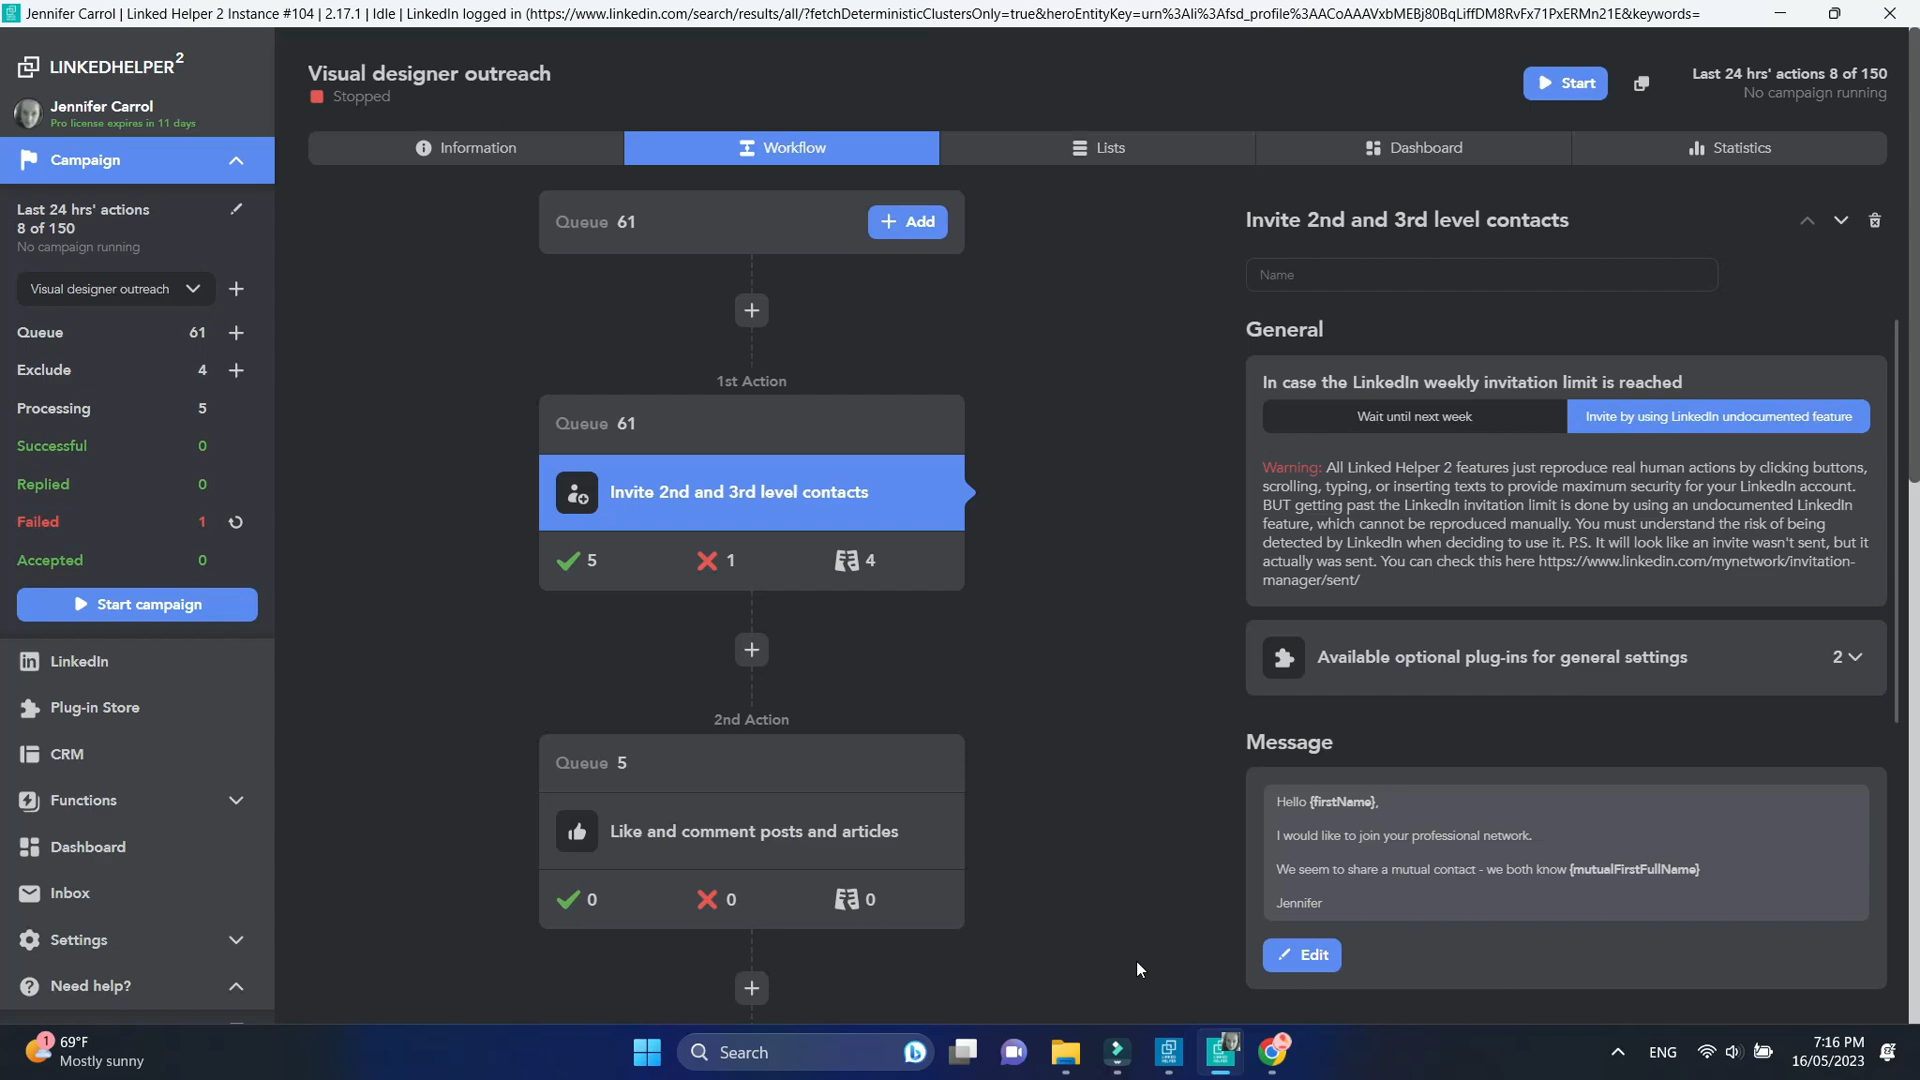 Jennifer Carrol | Linked Helper 2 Instance #104 | 2.17.1 | Idle | LinkedIn logged in (https://www.linkedin.com/search/results/all/?fetchDeterministicClustersOnly=true&heroEntityKey=urn%3Ali%3Afsd_profile%3AACoAAAVxbMEBj80BqLiffDM8RvFx71PxERMn21E&keywords=
LINKEDHELPER2
Jennifer Carrol
Pro license expires in 11 days
Campaign
Last 24 hrs' actions
8 of 150
No campaign running
Visual designer outreach
Queue 61
Exclude 4
Processing 5
Successful 0
Replied 0
Failed 1
Accepted 0
Start campaign
LinkedIn
Plug-in Store
CRM
Functions
Dashboard
Inbox
Settings
Need help?
Visual designer outreach
Stopped
Start
Last 24 hrs' actions 8 of 150
No campaign running
Information
Workflow
Lists
Dashboard
Statistics
Queue 61
Add
1st Action
Queue 61
Invite 2nd and 3rd level contacts
5 1 4
2nd Action
Queue 5
Like and comment posts and articles
0 0 0
Invite 2nd and 3rd level contacts
Name
General
In case the LinkedIn weekly invitation limit is reached
Wait until next week
Invite by using LinkedIn undocumented feature
Warning: All Linked Helper 2 features just reproduce real human actions by clicking buttons,
scrolling, typing, or inserting texts to provide maximum security for your LinkedIn account.
BUT getting past the LinkedIn invitation limit is done by using an undocumented LinkedIn
feature, which cannot be reproduced manually. You must understand the risk of being
detected by LinkedIn when deciding to use it. P.S. It will look like an invite wasn't sent, but it
actually was sent. You can check this here https://www.linkedin.com/mynetwork/invitation-
manager/sent/
Available optional plug-ins for general settings 2
Message
Hello {firstName},
I would like to join your professional network.
We seem to share a mutual contact - we both know {mutualFirstFullName}
Jennifer
Edit
1
69°F
Mostly sunny
Search
ENG
7:16 PM
16/05/2023